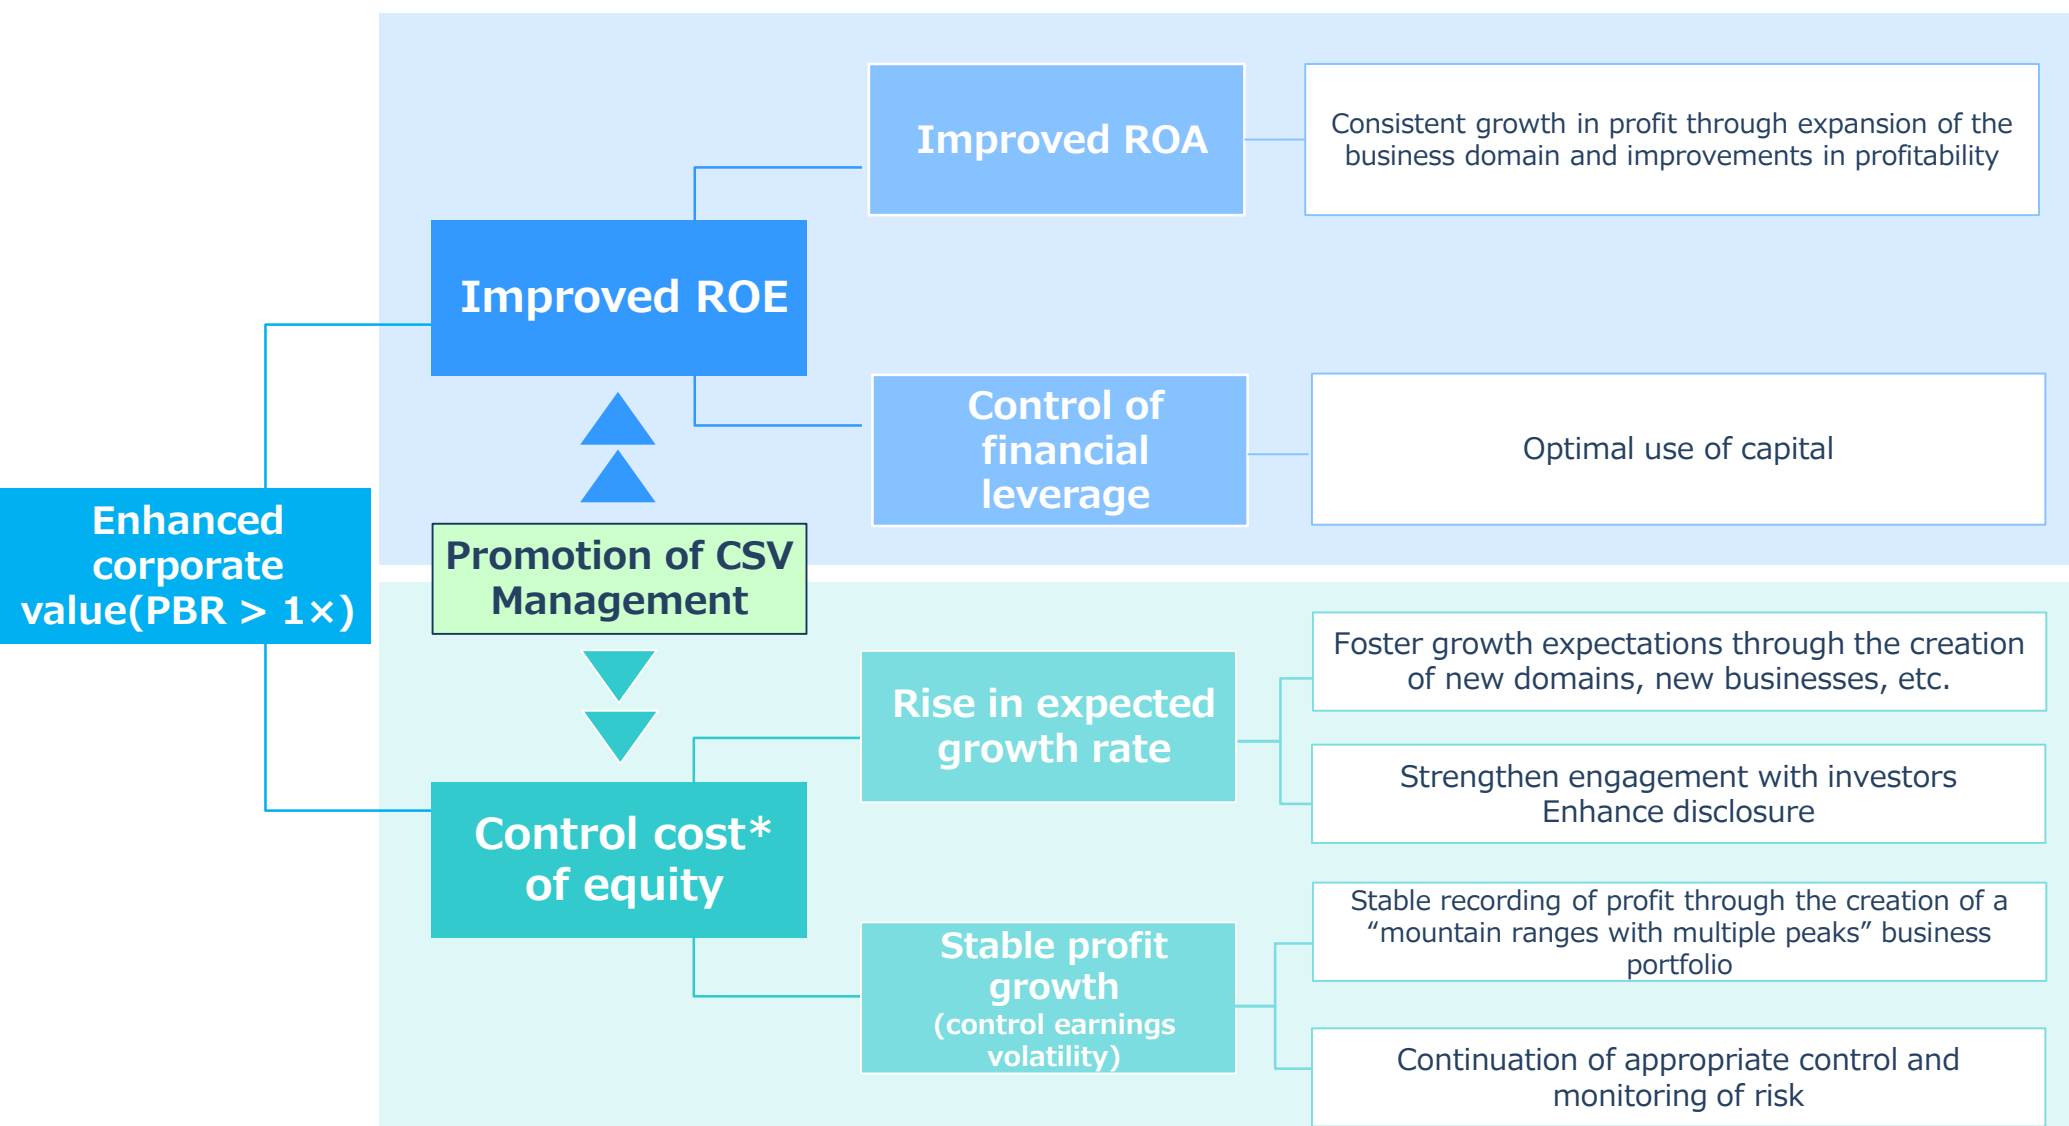 Improved ROA
Consistent growth in profit through expansion of the
business domain and improvements in profitability
Improved ROE
Control of
financial
leverage
Optimal use of capital
Enhanced
corporate
value(PBR > 1×)
Promotion of CSV
Management
Rise in expected
growth rate
Foster growth expectations through the creation
of new domains, new businesses, etc.
Strengthen engagement with investors
Enhance disclosure
Control cost*
of equity
Stable profit
growth
(control earnings
volatility)
Stable recording of profit through the creation of a
“mountain ranges with multiple peaks” business
portfolio
Continuation of appropriate control and
monitoring of risk